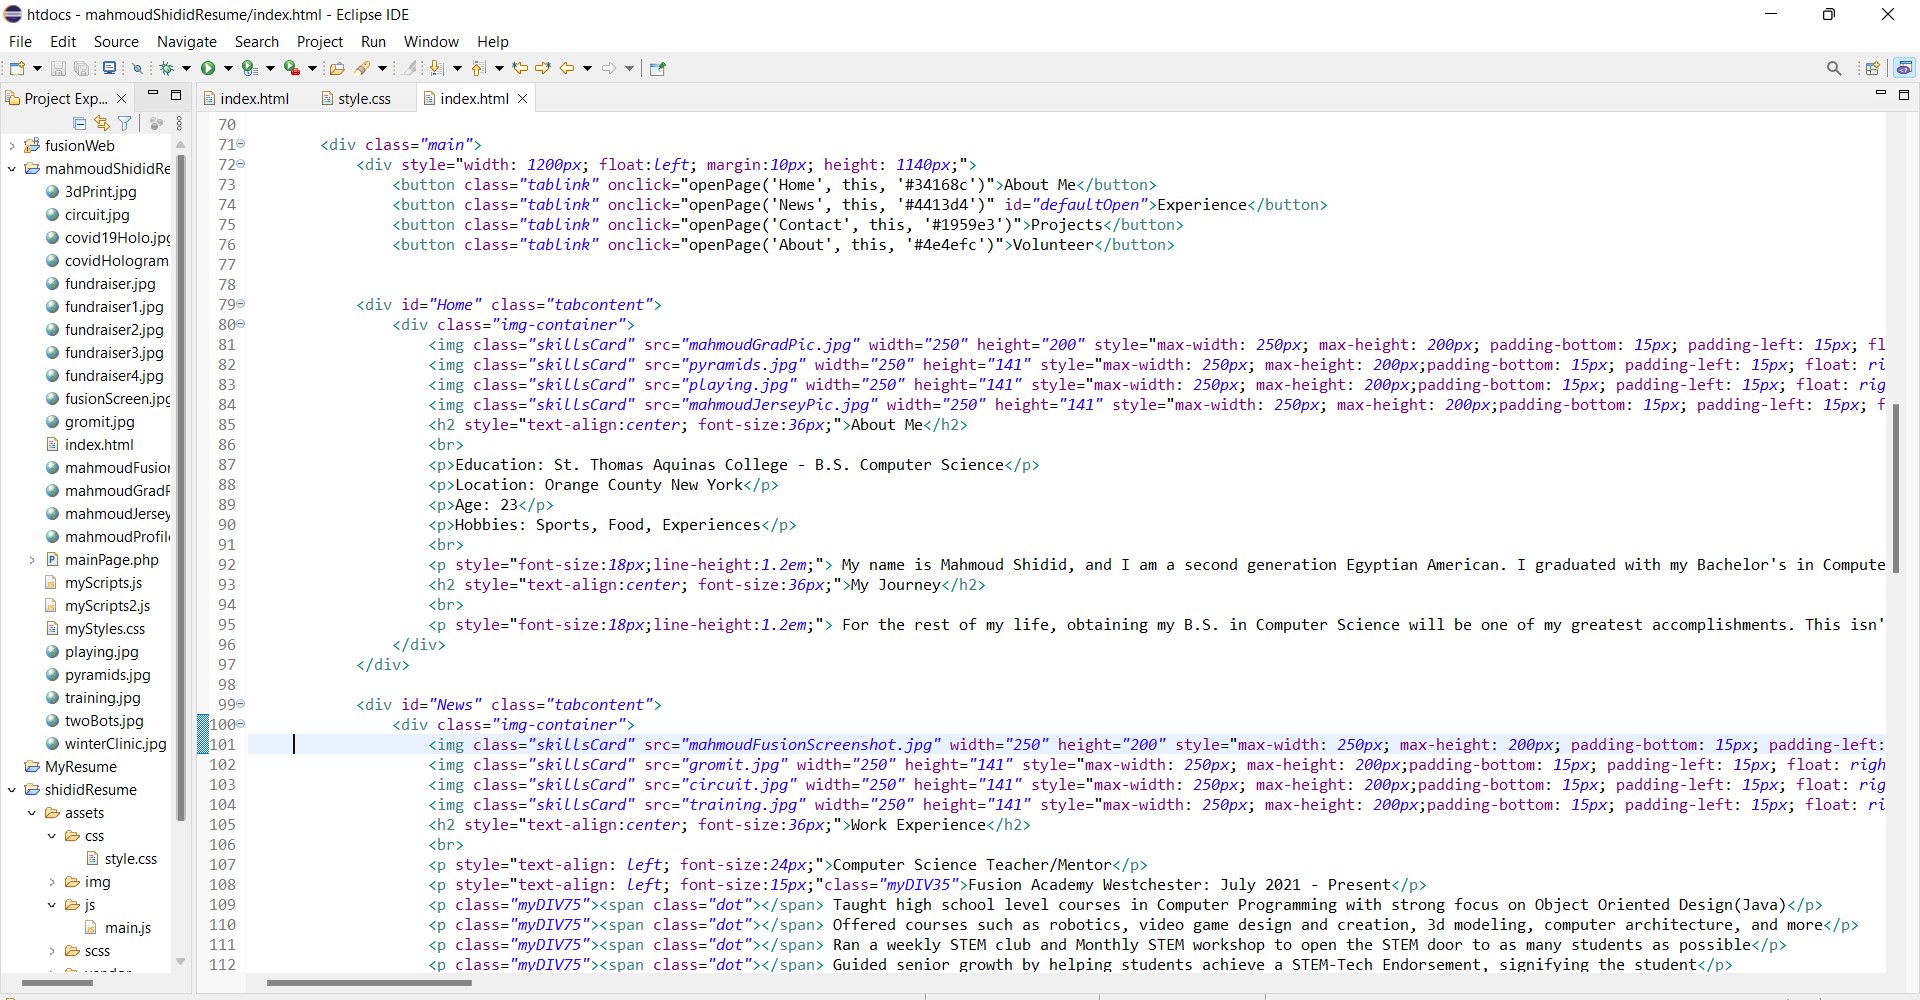 htdocs - mahmoudShididResume/index.html - Eclipse IDE
File Edit Source Navigate Search Project Run Window Help
Project Exp...
index.html
style.css
index.html
fusionWeb
mahmoudShididRe
3dPrint.jpg
circuit.jpg
covid19Holo.jpg
covidHologram
fundraiser.jpg
fundraiser1.jpg
fundraiser2.jpg
fundraiser3.jpg
fundraiser4.jpg
fusionScreen.jpg
gromit.jpg
index.html
mahmoudFusion
mahmoudGradP
mahmoudJersey
mahmoudProfile
mainPage.php
myScripts.js
myScripts2.js
myStyles.css
playing.jpg
pyramids.jpg
training.jpg
twoBots.jpg
winterClinic.jpg
MyResume
shididResume
assets
css
style.css
img
js
main.js
scss
70
71 <div class="main">
72 <div style="width: 1200px; float:left; margin:10px; height: 1140px;">
73 <button class="tablink" onclick="openPage('Home', this, '#34168c')">About Me</button>
74 <button class="tablink" onclick="openPage('News', this, '#4413d4')" id="defaultOpen">Experience</button>
75 <button class="tablink" onclick="openPage('Contact', this, '#1959e3')">Projects</button>
76 <button class="tablink" onclick="openPage('About', this, '#4e4efc')">Volunteer</button>
77
78
79 <div id="Home" class="tabcontent">
80 <div class="img-container">
81 <img class="skillsCard" src="mahmoudGradPic.jpg" width="250" height="200" style="max-width: 250px; max-height: 200px; padding-bottom: 15px; padding-left: 15px; fl
82 <img class="skillsCard" src="pyramids.jpg" width="250" height="141" style="max-width: 250px; max-height: 200px;padding-bottom: 15px; padding-left: 15px; float: ri
83 <img class="skillsCard" src="playing.jpg" width="250" height="141" style="max-width: 250px; max-height: 200px;padding-bottom: 15px; padding-left: 15px; float: rig
84 <img class="skillsCard" src="mahmoudJerseyPic.jpg" width="250" height="141" style="max-width: 250px; max-height: 200px;padding-bottom: 15px; padding-left: 15px; f
85 <h2 style="text-align:center; font-size:36px;">About Me</h2>
86 <br>
87 <p>Education: St. Thomas Aquinas College - B.S. Computer Science</p>
88 <p>Location: Orange County New York</p>
89 <p>Age: 23</p>
90 <p>Hobbies: Sports, Food, Experiences</p>
91 <br>
92 <p style="font-size:18px;line-height:1.2em;"> My name is Mahmoud Shidid, and I am a second generation Egyptian American. I graduated with my Bachelor's in Compute
93 <h2 style="text-align:center; font-size:36px;">My Journey</h2>
94 <br>
95 <p style="font-size:18px;line-height:1.2em;"> For the rest of my life, obtaining my B.S. in Computer Science will be one of my greatest accomplishments. This isn'
96 </div>
97 </div>
98
99 <div id="News" class="tabcontent">
100 <div class="img-container">
101 <img class="skillsCard" src="mahmoudFusionScreenshot.jpg" width="250" height="200" style="max-width: 250px; max-height: 200px; padding-bottom: 15px; padding-left:
102 <img class="skillsCard" src="gromit.jpg" width="250" height="141" style="max-width: 250px; max-height: 200px;padding-bottom: 15px; padding-left: 15px; float: righ
103 <img class="skillsCard" src="circuit.jpg" width="250" height="141" style="max-width: 250px; max-height: 200px;padding-bottom: 15px; padding-left: 15px; float: rig
104 <img class="skillsCard" src="training.jpg" width="250" height="141" style="max-width: 250px; max-height: 200px;padding-bottom: 15px; padding-left: 15px; float: ri
105 <h2 style="text-align:center; font-size:36px;">Work Experience</h2>
106 <br>
107 <p style="text-align: left; font-size:24px;">Computer Science Teacher/Mentor</p>
108 <p style="text-align: left; font-size:15px;"class="myDIV35">Fusion Academy Westchester: July 2021 - Present</p>
109 <p class="myDIV75"><span class="dot"></span> Taught high school level courses in Computer Programming with strong focus on Object Oriented Design(Java)</p>
110 <p class="myDIV75"><span class="dot"></span> Offered courses such as robotics, video game design and creation, 3d modeling, computer architecture, and more</p>
111 <p class="myDIV75"><span class="dot"></span> Ran a weekly STEM club and Monthly STEM workshop to open the STEM door to as many students as possible</p>
112 <p class="myDIV75"><span class="dot"></span> Guided senior growth by helping students achieve a STEM-Tech Endorsement, signifying the student</p>